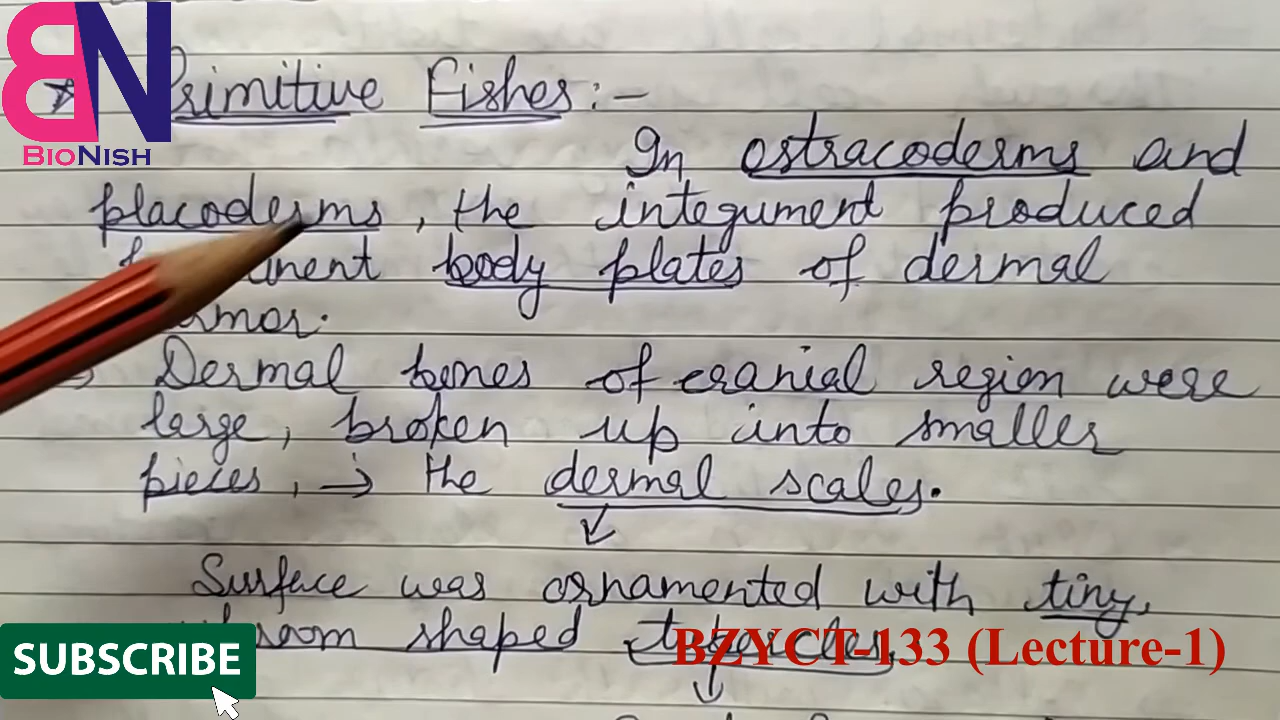 BN
BIONISH
Primitive Fishes:-
In ostracoderms and
placoderms, the integument produced
body plates of dermal
Dermal bones of cranial region were
large, broken up into smaller
pieces, → the dermal scales.
Surface was ornamented with tiny,
shaped tubercles,
BZYCT-133 (Lecture-1)
SUBSCRIBE